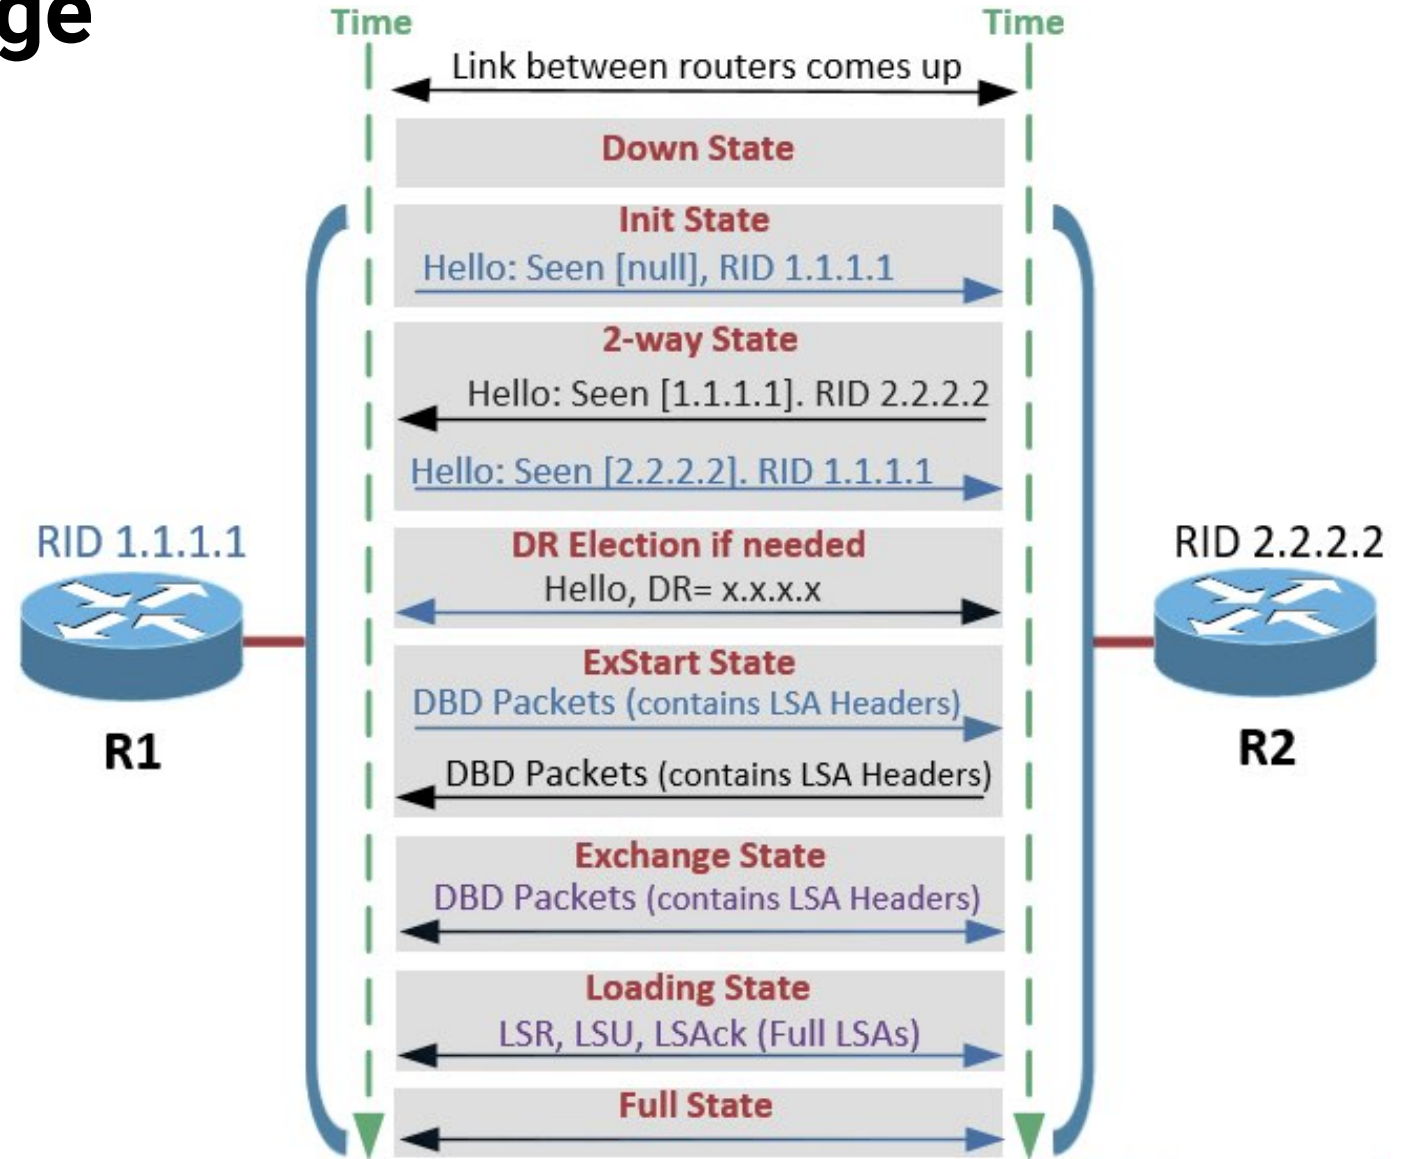 ge
Time
Time
Link between routers comes up
Down State
Init State
Hello: Seen [null], RID 1.1.1.1
2-way State
Hello: Seen [1.1.1.1]. RID 2.2.2.2
Hello: Seen [2.2.2.2]. RID 1.1.1.1
RID 1.1.1.1
R1
RID 2.2.2.2
R2
DR Election if needed
Hello, DR= x.x.x.x
ExStart State
DBD Packets (contains LSA Headers)
DBD Packets (contains LSA Headers)
Exchange State
DBD Packets (contains LSA Headers)
Loading State
LSR, LSU, LSAck (Full LSAs)
Full State